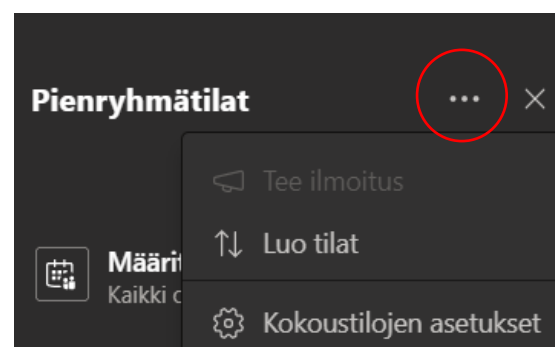 Pienryhmätilat
Tee ilmoitus
Luo tilat
Kokoustilojen asetukset
Kaikki